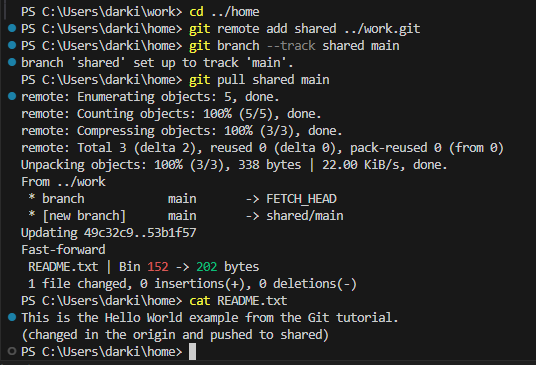 PS C:\Users\darki\work> cd ../home
PS C:\Users\darki\home> git remote add shared ../work.git
PS C:\Users\darki\home> git branch --track shared main
branch 'shared' set up to track 'main'.
PS C:\Users\darki\home> git pull shared main
remote: Enumerating objects: 5, done.
remote: Counting objects: 100% (5/5), done.
remote: Compressing objects: 100% (3/3), done.
remote: Total 3 (delta 2), reused 0 (delta 0), pack-reused 0 (from 0)
Unpacking objects: 100% (3/3), 338 bytes | 22.00 KiB/s, done.
From ../work
 * branch            main       -> FETCH_HEAD
 * [new branch]      main       -> shared/main
Updating 49c32c9..53b1f57
Fast-forward
 README.txt | Bin 152 -> 202 bytes
 1 file changed, 0 insertions(+), 0 deletions(-)
PS C:\Users\darki\home> cat README.txt
This is the Hello World example from the Git tutorial.
(changed in the origin and pushed to shared)
PS C:\Users\darki\home>